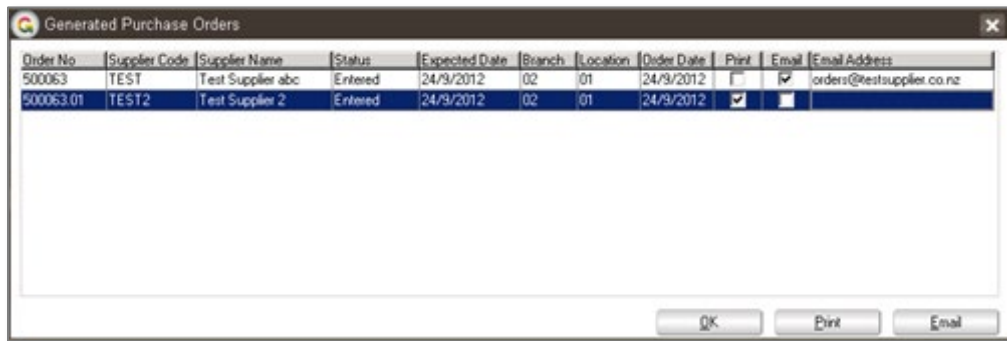 Generated Purchase Orders
Order No Supplier Code Supplier Name Status Expected Date Branch Location Order Date Print Email Email Address
500063 TEST Test Supplier abc Entered 24/9/2012 02 01 24/9/2012 orders@testsupplier.co.nz
500063.01 TEST2 Test Supplier 2 Entered 24/9/2012 02 01 24/9/2012
OK Print Email